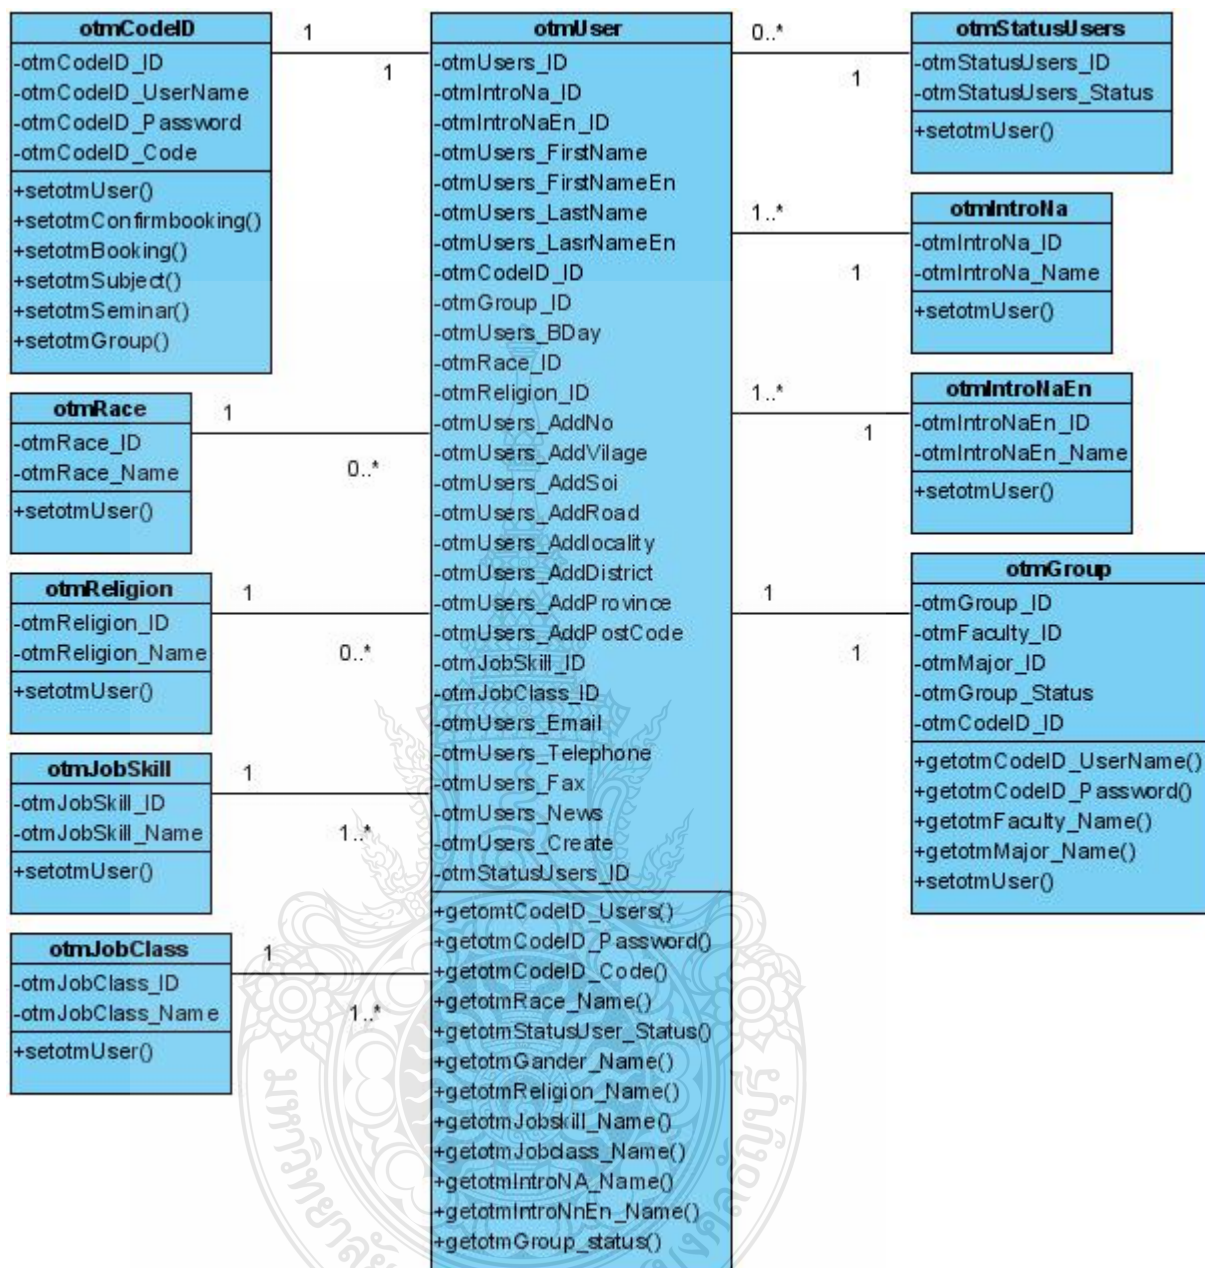 otmCodeID
-otmCodeID_ID
-otmCodeID_UserName
-otmCodeID_Password
-otmCodeID_Code
+setotmUser()
+setotmConfirmbooking()
+setotmBooking()
+setotmSubject()
+setotmSeminar()
+setotmGroup()
1
1
otmRace
-otmRace_ID
-otmRace_Name
+setotmUser()
1
0..*
otmReligion
-otmReligion_ID
-otmReligion_Name
+setotmUser()
1
0..*
otmJobSkill
-otmJobSkill_ID
-otmJobSkill_Name
+setotmUser()
1
1..*
otmJobClass
-otmJobClass_ID
-otmJobClass_Name
+setotmUser()
1
1..*
otmUser
-otmUsers_ID
-otmIntroNa_ID
-otmIntroNaEn_ID
-otmUsers_FirstName
-otmUsers_FirstNameEn
-otmUsers_LastName
-otmUsers_LasrNameEn
-otmCodeID_ID
-otmGroup_ID
-otmUsers_BDay
-otmRace_ID
-otmReligion_ID
-otmUsers_AddNo
-otmUsers_AddVilage
-otmUsers_AddSoi
-otmUsers_AddRoad
-otmUsers_Addlocality
-otmUsers_AddDistrict
-otmUsers_AddProvince
-otmUsers_AddPostCode
-otmJobSkill_ID
-otmJobClass_ID
-otmUsers_Email
-otmUsers_Telephone
-otmUsers_Fax
-otmUsers_News
-otmUsers_Create
-otmStatusUsers_ID
+getomtCodeID_Users()
+getotmCodeID_Password()
+getotmCodeID_Code()
+getotmRace_Name()
+getotmStatusUser_Status()
+getotmGander_Name()
+getotmReligion_Name()
+getotmJobskill_Name()
+getotmJobclass_Name()
+getotmIntroNA_Name()
+getotmIntroNnEn_Name()
+getotmGroup_status()
0..*
1
otmStatusUsers
-otmStatusUsers_ID
-otmStatusUsers_Status
+setotmUser()
1..*
1
otmIntroNa
-otmIntroNa_ID
-otmIntroNa_Name
+setotmUser()
1..*
1
otmIntroNaEn
-otmIntroNaEn_ID
-otmIntroNaEn_Name
+setotmUser()
1
1
otmGroup
-otmGroup_ID
-otmFaculty_ID
-otmMajor_ID
-otmGroup_Status
-otmCodeID_ID
+getotmCodeID_UserName()
+getotmCodeID_Password()
+getotmFaculty_Name()
+getotmMajor_Name()
+setotmUser()